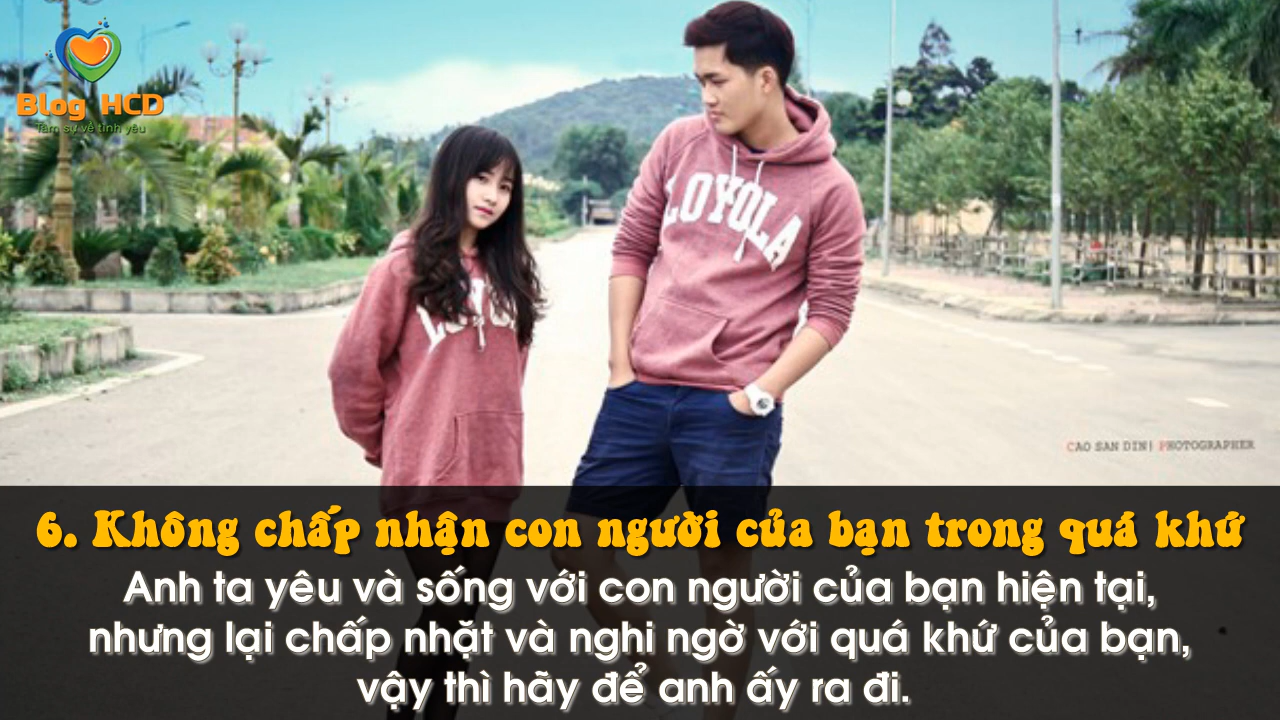 Blog HCD
Tâm sự về tình yêu
LOYOLA
CAO SAN DIN| PHOTOGRAPHER
6. Không chấp nhận con người của bạn trong quá khứ
Anh ta yêu và sống với con người của bạn hiện tại,
nhưng lại chấp nhặt và nghi ngờ với quá khứ của bạn,
vậy thì hãy để anh ấy ra đi.